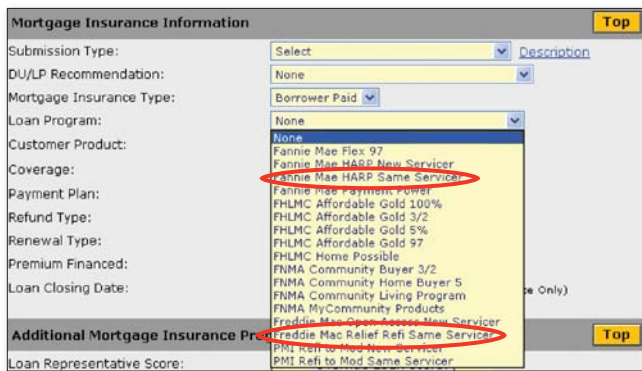 Mortgage Insurance Information Top
Submission Type: Select Description
DU/LP Recommendation: None
Mortgage Insurance Type: Borrower Paid
Loan Program: None
None
Customer Product:
Fannie Mae Flex 97
Fannie Mae HARP New Servicer
Coverage:
Fannie Mae HARP Same Servicer
Fannie Mae Payment Power
Payment Plan:
FHLMC Affordable Gold 100%
FHLMC Affordable Gold 3/2
Refund Type:
FHLMC Affordable Gold 5%
FHLMC Affordable Gold 97
Renewal Type:
FHLMC Home Possible
FNMA Community Buyer 3/2
Premium Financed:
FNMA Community Home Buyer 5
FNMA Community Living Program
Loan Closing Date: Only)
FNMA MyCommunity Products
Freddie Mac Open Access New Servicer
Additional Mortgage Insurance Freddie Mac Relief Refi Same Servicer Top
PMI Refi to Mod New Servicer
PMI Refi to Mod Same Servicer
Loan Representative Score: